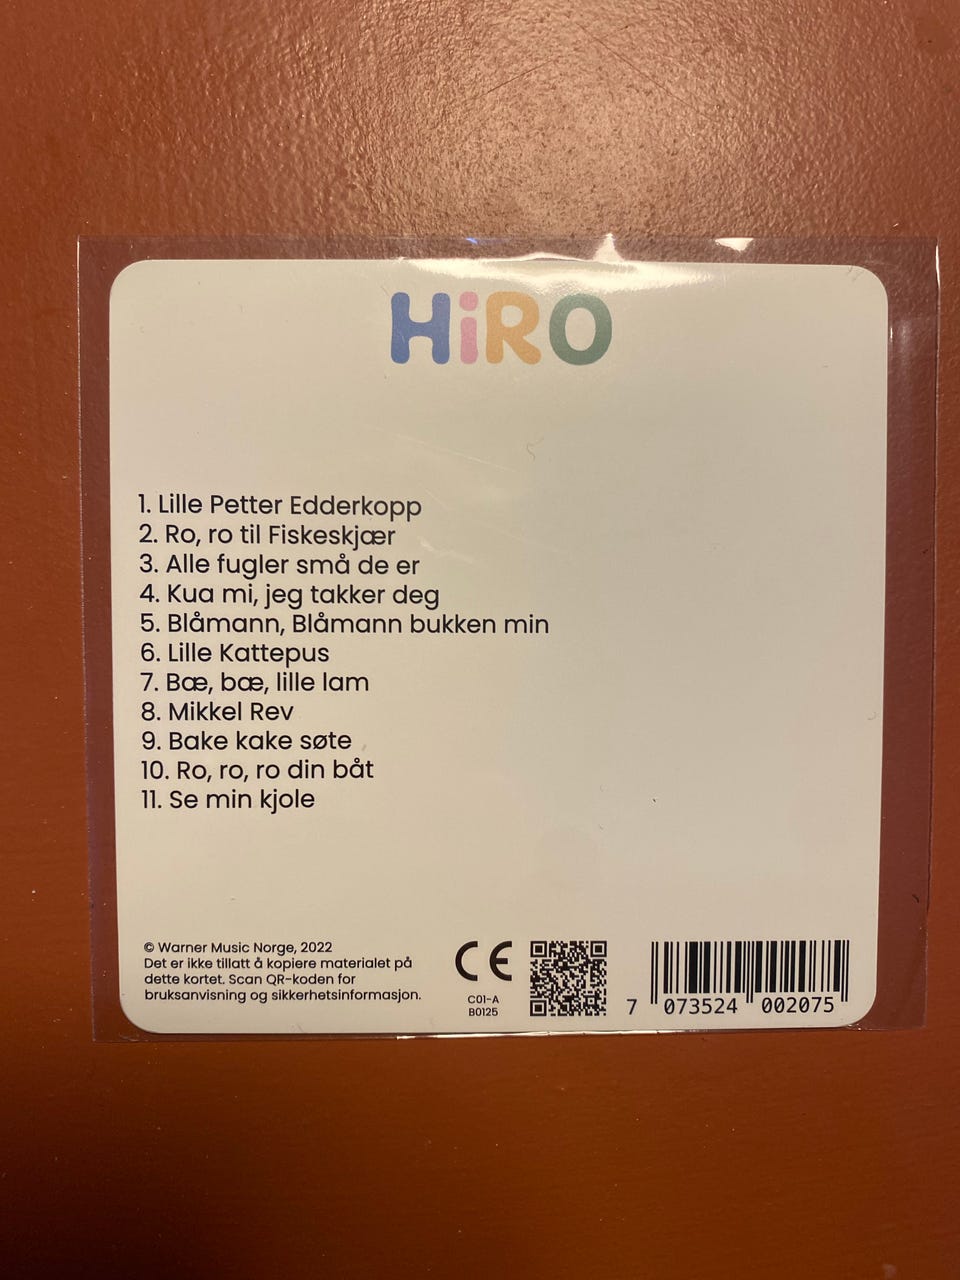 HiRO
1. Lille Petter Edderkopp
2. Ro, ro til Fiskeskjær
3. Alle fugler små de er
4. Kua mi, jeg takker deg
5. Blåmann, Blåmann bukken min
6. Lille Kattepus
7. Bæ, bæ, lille lam
8. Mikkel Rev
9. Bake kake søte
10. Ro, ro, ro din båt
11. Se min kjole
© Warner Music Norge, 2022
Det er ikke tillatt å kopiere materialet på
dette kortet. Scan QR-koden for
bruksanvisning og sikkerhetsinformasjon.
CE
C01-A
B0125
7 073524 002075